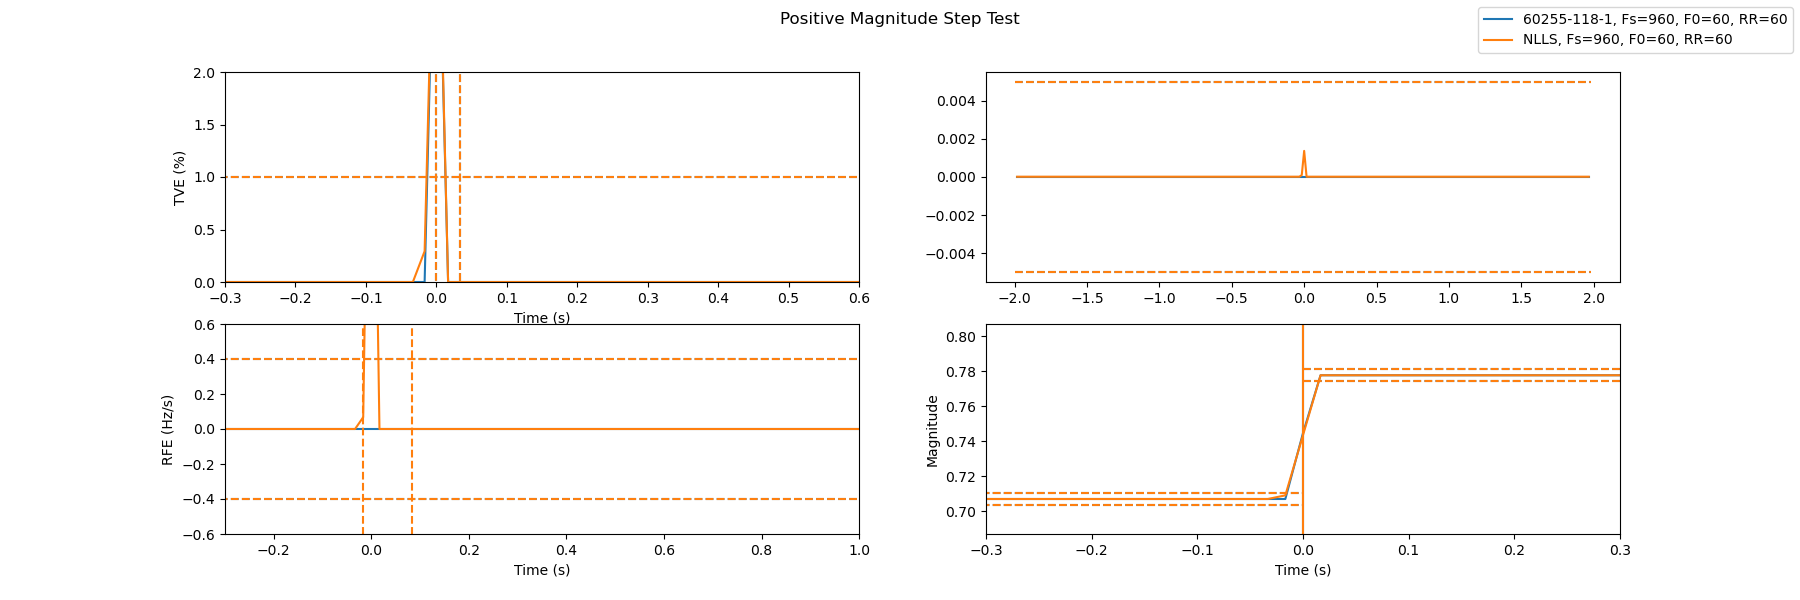 Positive Magnitude Step Test
60255-118-1, Fs=960, F0=60, RR=60
NLLS, Fs=960, F0=60, RR=60
2.0
1.5
1.0
0.5
0.0
TVE (%)
−0.3 −0.2 −0.1 0.0 0.1 0.2 0.3 0.4 0.5 0.6
Time (s)
0.004
0.002
0.000
−0.002
−0.004
−2.0 −1.5 −1.0 −0.5 0.0 0.5 1.0 1.5 2.0
0.6
0.4
0.2
0.0
−0.2
−0.4
−0.6
RFE (Hz/s)
−0.2 0.0 0.2 0.4 0.6 0.8 1.0
Time (s)
0.80
0.78
0.76
0.74
0.72
0.70
Magnitude
−0.3 −0.2 −0.1 0.0 0.1 0.2 0.3
Time (s)